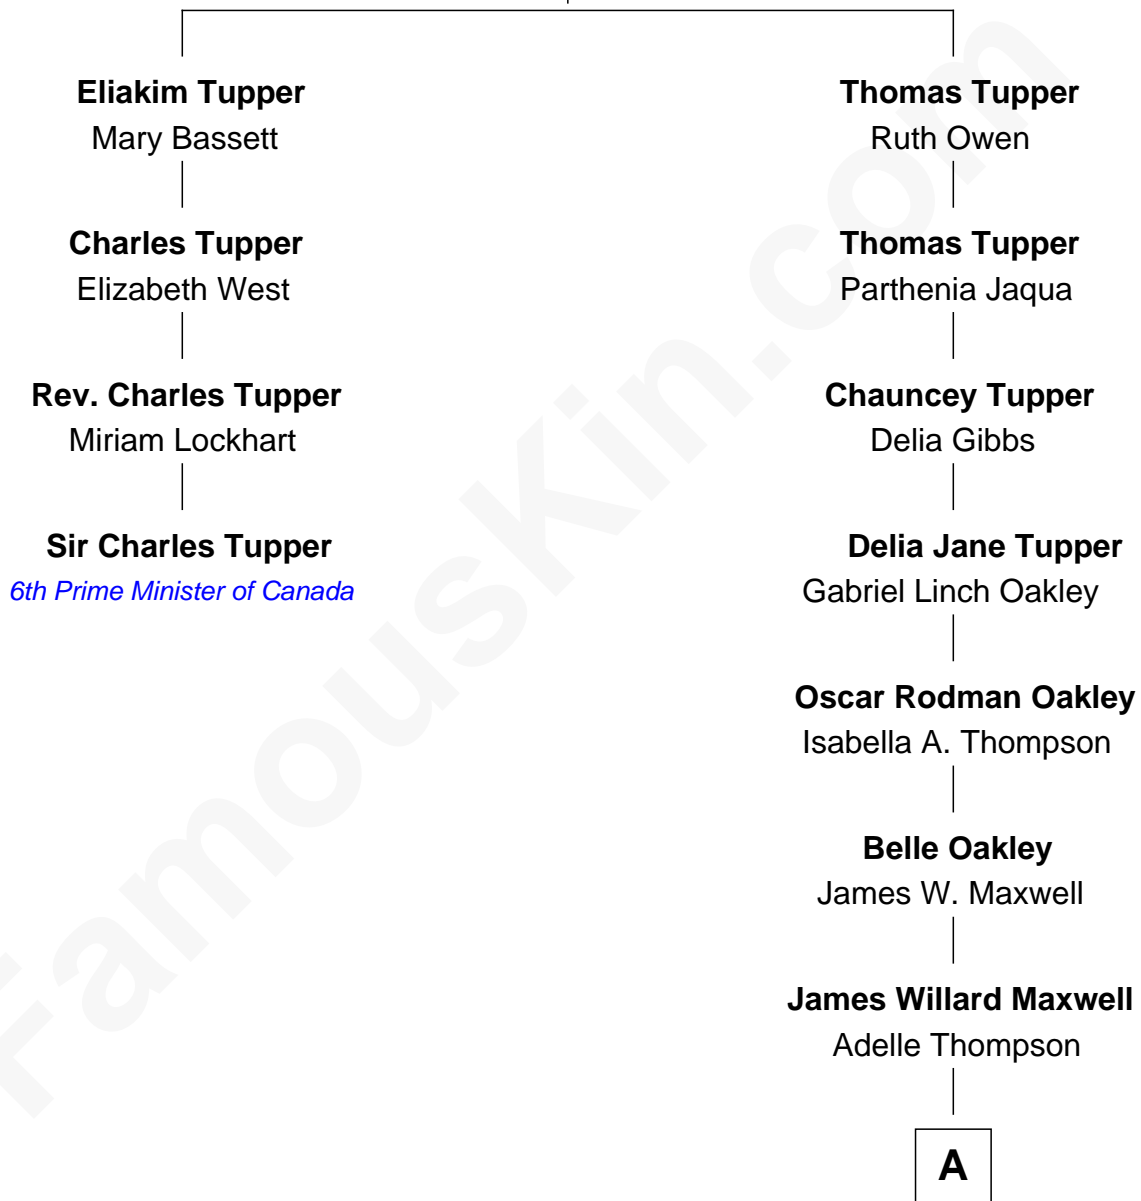 Eliakim Tupper
Mary Bassett
Charles Tupper
Elizabeth West
Rev. Charles Tupper
Miriam Lockhart
Sir Charles Tupper
6th Prime Minister of Canada
Thomas Tupper
Ruth Owen
Thomas Tupper
Parthenia Jaqua
Chauncey Tupper
Delia Gibbs
Delia Jane Tupper
Gabriel Linch Oakley
Oscar Rodman Oakley
Isabella A. Thompson
Belle Oakley
James W. Maxwell
James Willard Maxwell
Adelle Thompson
A
FamousKin.com